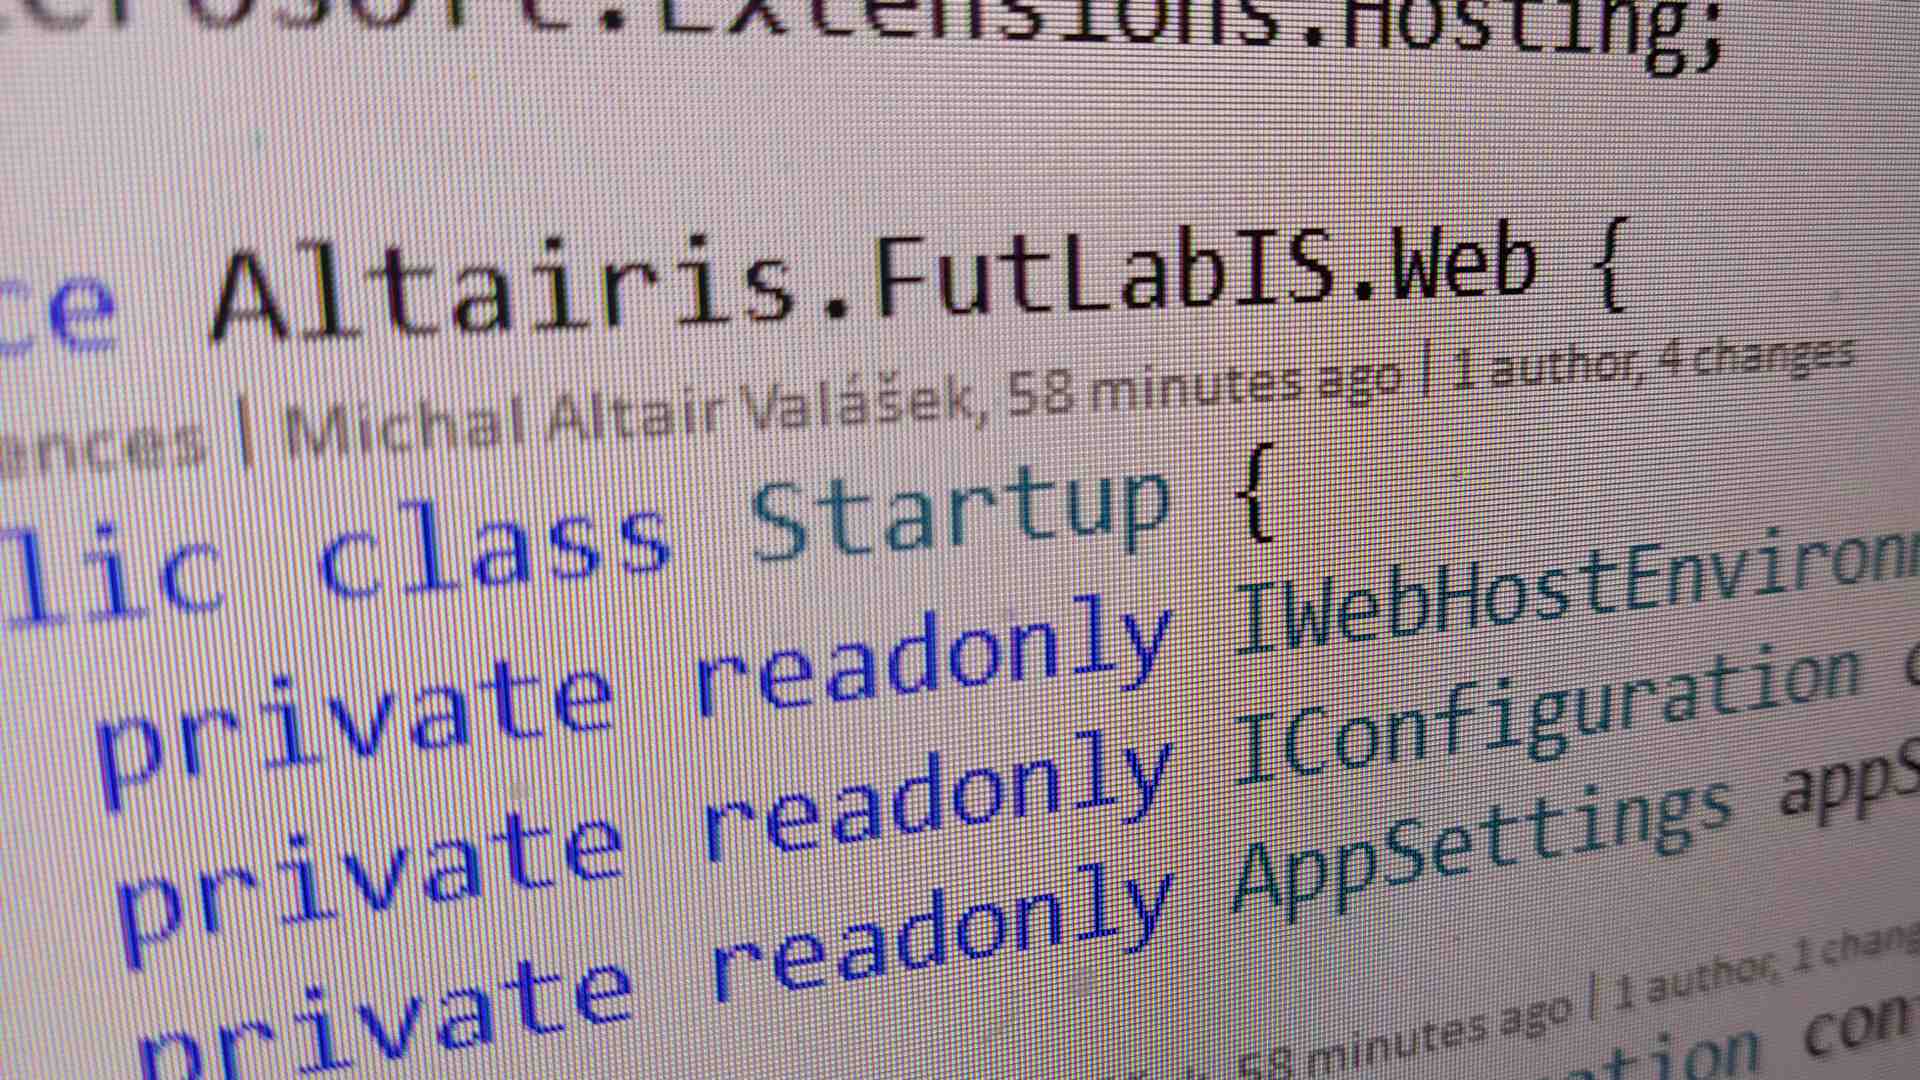 crosoft.Extensions.Hosting;
ce Altairis.FutLabIS.Web {
ences | Michal Altair Valášek, 58 minutes ago | 1 author, 4 changes
lic class Startup {
private readonly IWebHostEnvironm
private readonly IConfiguration
private readonly AppSettings appS
58 minutes ago | 1 author, 1 chang
ation con